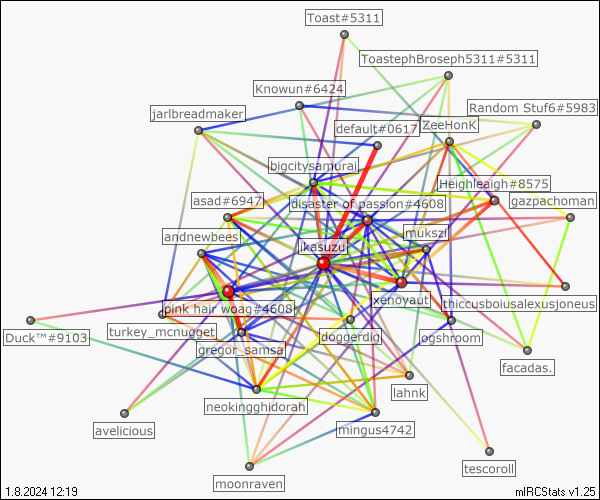 Toast#5311
ToastephBroseph5311#5311
Knowun#6424
jarlbreadmaker
Random Stuf6#5983
default#0617
ZeeHonK
bigcitysamurai
Heighleaigh#8575
asad#6947
disaster of passion#4608
gazpachoman
andnewbees
mukszi
ikasuzu
xenoyaut
thiccusboiusalexusjoneus
pink hair woag#4608
Duck™#9103
turkey_mcnugget
doggerdig
ogshroom
gregor_samsa
facadas.
lahnk
neokingghidorah
avelicious
mingus4742
tescoroll
moonraven
1.8.2024 12:19
mIRCStats v1.25